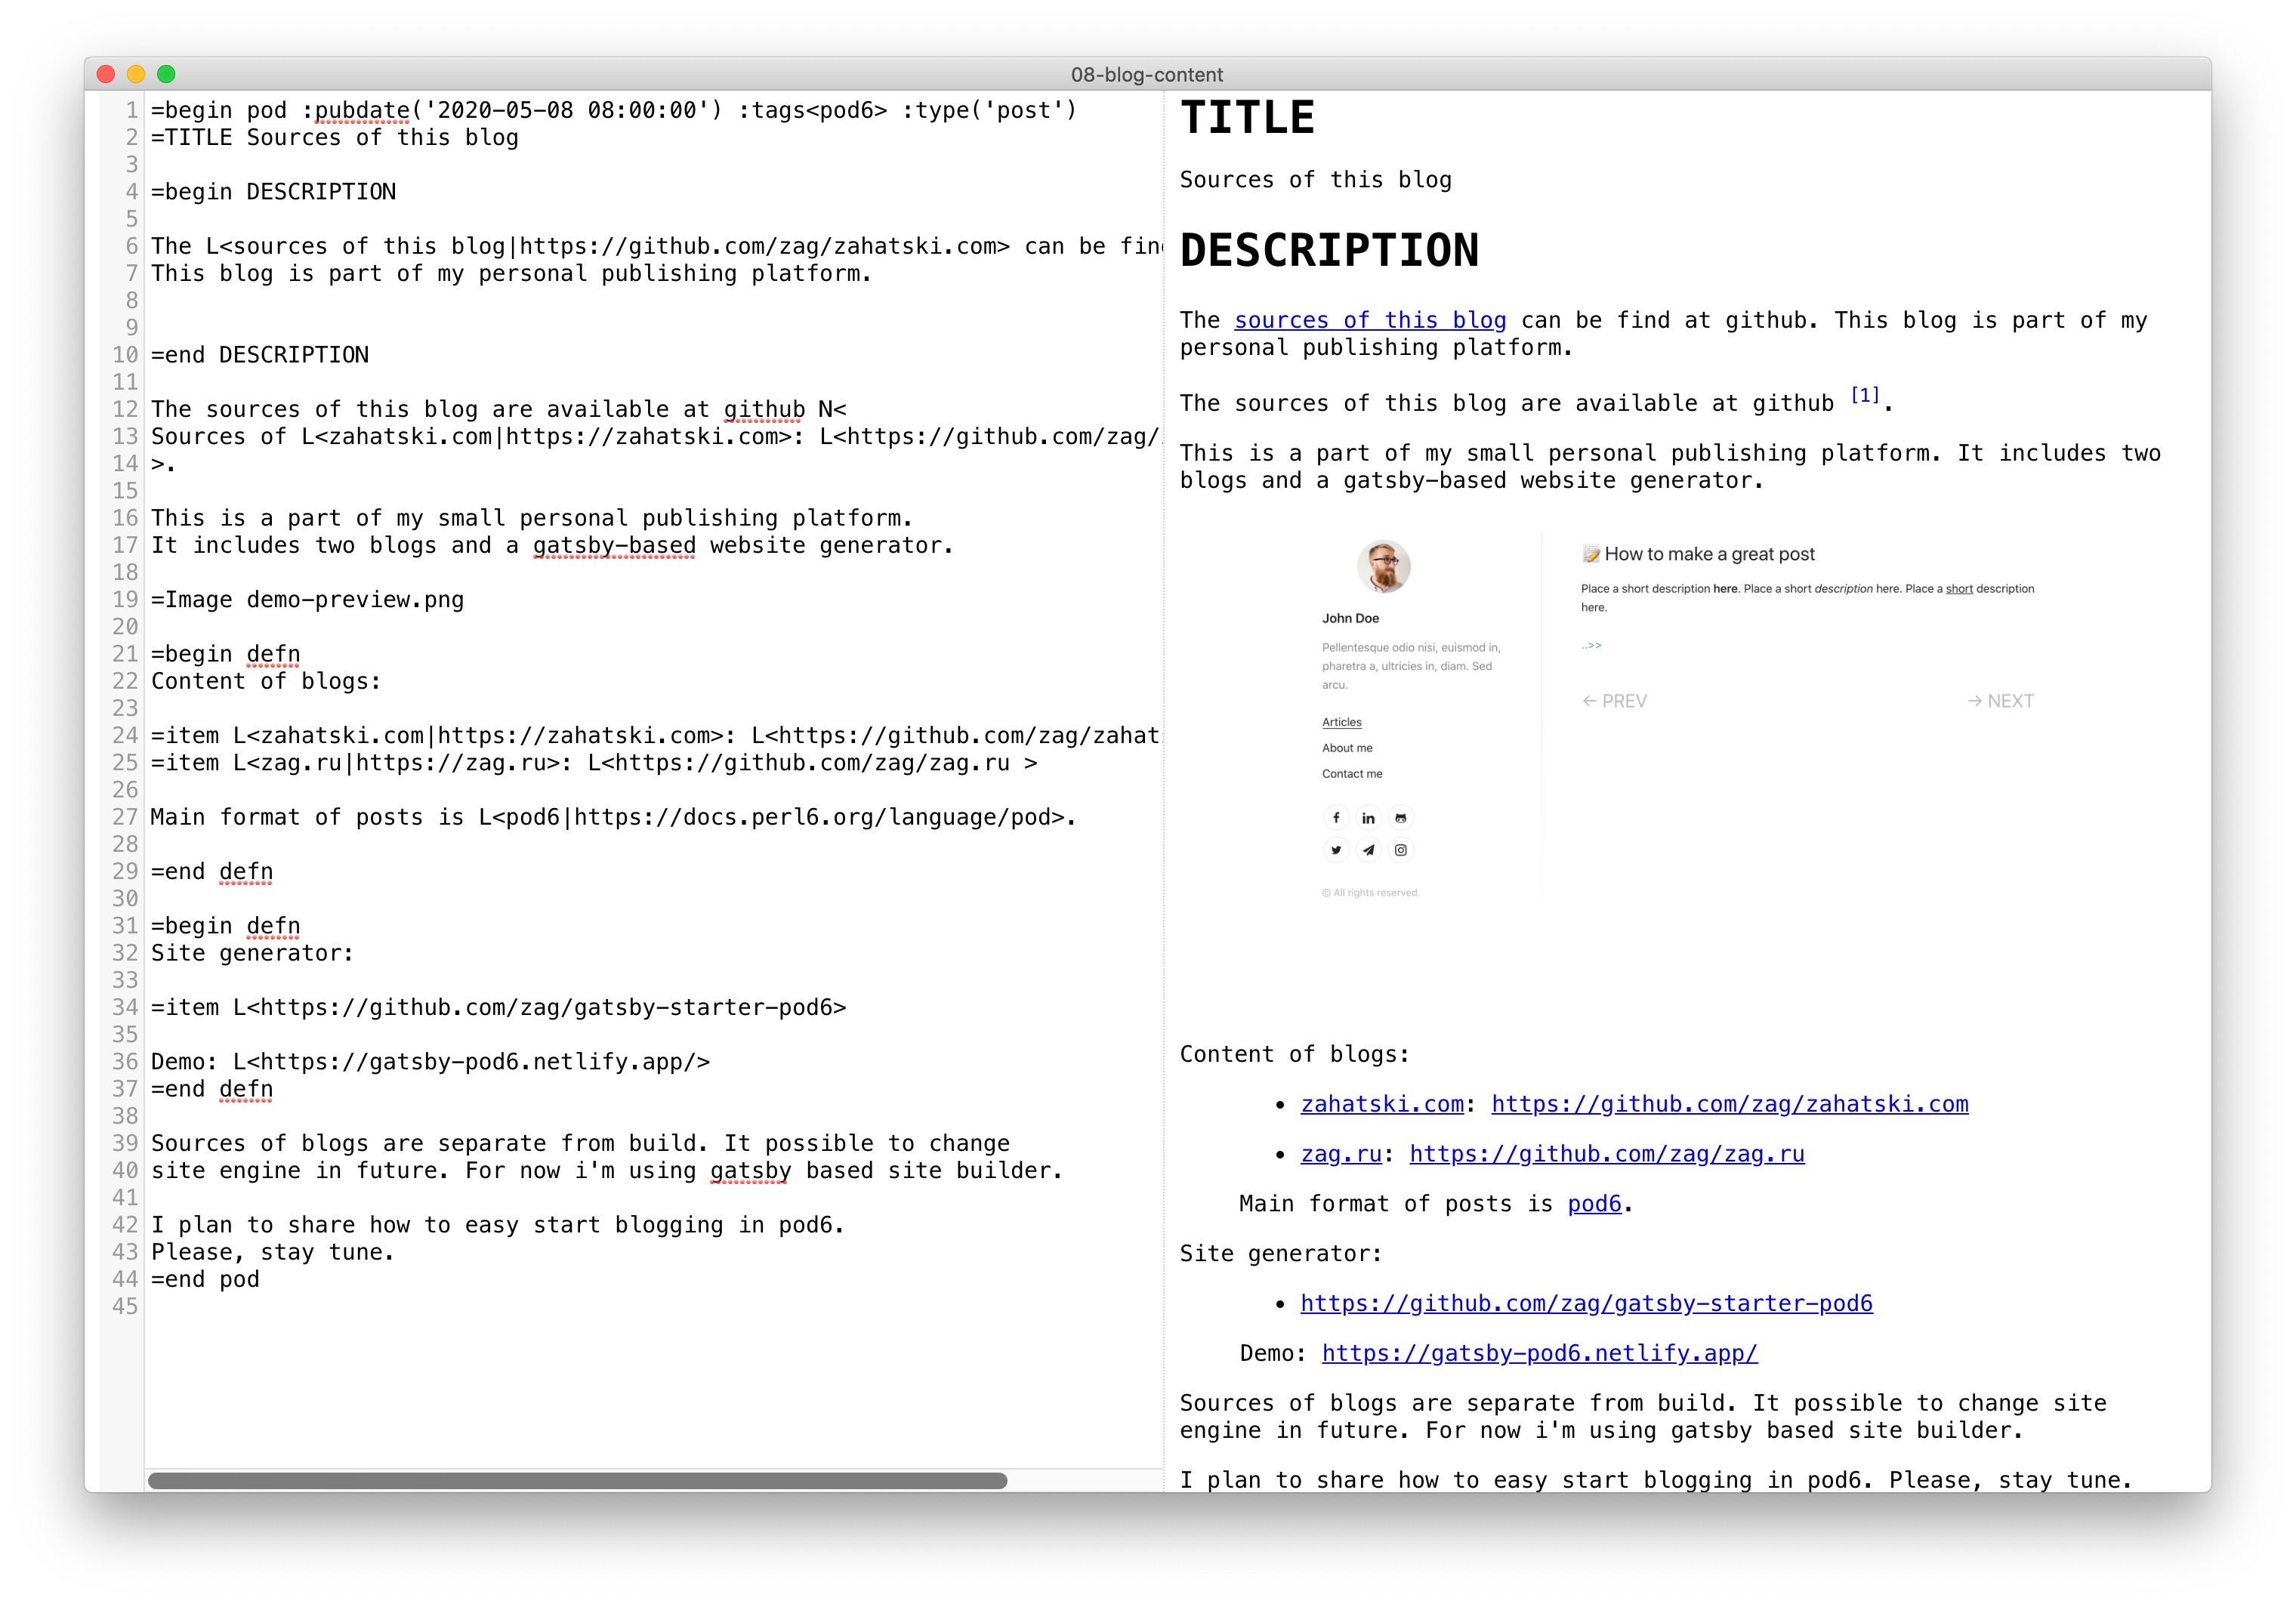 08-blog-content
1 =begin pod :pubdate('2020-05-08 08:00:00') :tags<pod6> :type('post')
2 =TITLE Sources of this blog
3
4 =begin DESCRIPTION
5
6 The L<sources of this blog|https://github.com/zag/zahatski.com> can be fin
7 This blog is part of my personal publishing platform.
8
9
10 =end DESCRIPTION
11
12 The sources of this blog are available at github N<
13 Sources of L<zahatski.com|https://zahatski.com>: L<https://github.com/zag/
14 >.
15
16 This is a part of my small personal publishing platform.
17 It includes two blogs and a gatsby-based website generator.
18
19 =Image demo-preview.png
20
21 =begin defn
22 Content of blogs:
23
24 =item L<zahatski.com|https://zahatski.com>: L<https://github.com/zag/zahat
25 =item L<zag.ru|https://zag.ru>: L<https://github.com/zag/zag.ru >
26
27 Main format of posts is L<pod6|https://docs.perl6.org/language/pod>.
28
29 =end defn
30
31 =begin defn
32 Site generator:
33
34 =item L<https://github.com/zag/gatsby-starter-pod6>
35
36 Demo: L<https://gatsby-pod6.netlify.app/>
37 =end defn
38
39 Sources of blogs are separate from build. It possible to change
40 site engine in future. For now i'm using gatsby based site builder.
41
42 I plan to share how to easy start blogging in pod6.
43 Please, stay tune.
44 =end pod
45
TITLE
Sources of this blog
DESCRIPTION
The sources of this blog can be find at github. This blog is part of my
personal publishing platform.
The sources of this blog are available at github [1].
This is a part of my small personal publishing platform. It includes two
blogs and a gatsby-based website generator.
John Doe
Pellentesque odio nisi, euismod in,
pharetra a, ultricies in, diam. Sed
arcu.
Articles
About me
Contact me
© All rights reserved.
📝 How to make a great post
Place a short description here. Place a short description here. Place a short description
here.
..>>
← PREV
→ NEXT
Content of blogs:
• zahatski.com: https://github.com/zag/zahatski.com
• zag.ru: https://github.com/zag/zag.ru
Main format of posts is pod6.
Site generator:
• https://github.com/zag/gatsby-starter-pod6
Demo: https://gatsby-pod6.netlify.app/
Sources of blogs are separate from build. It possible to change site
engine in future. For now i'm using gatsby based site builder.
I plan to share how to easy start blogging in pod6. Please, stay tune.